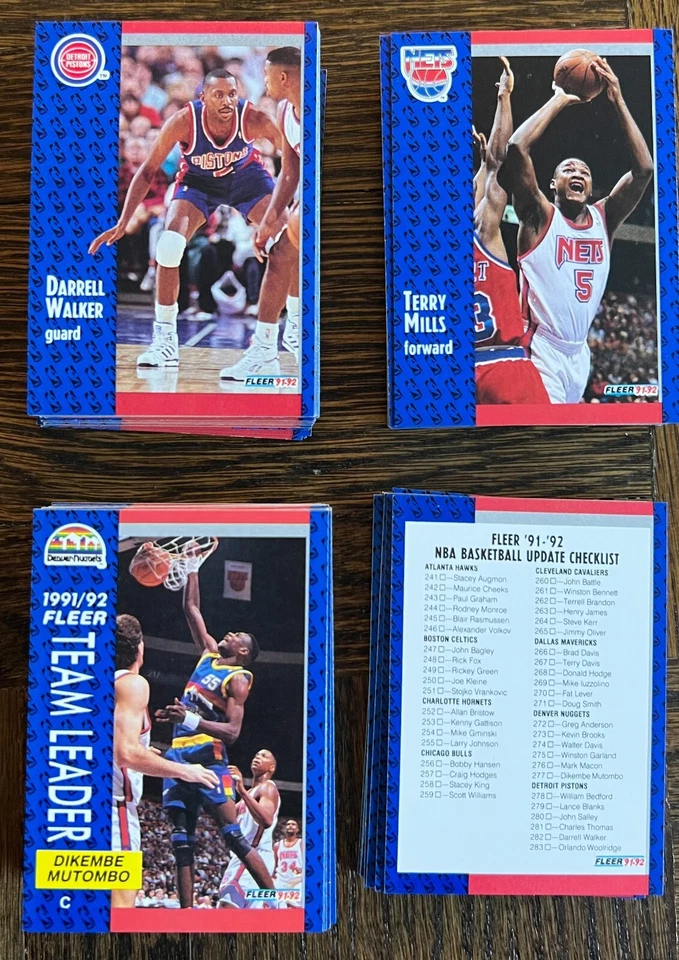 DETROIT
PISTONS
TM
PISTONS
DARRELL
WALKER
guard
FLEER '91-'92
NETS
NETS
5
3
TERRY
MILLS
forward
FLEER '91-'92
Denver Nuggets
1991/92
FLEER
TEAM LEADER
55
34
DIKEMBE
MUTOMBO
C
FLEER '91-'92
FLEER '91-'92
NBA BASKETBALL UPDATE CHECKLIST
ATLANTA HAWKS
241 □—Stacey Augmon
242 □—Maurice Cheeks
243 □—Paul Graham
244 □—Rodney Monroe
245 □—Blair Rasmussen
246 □—Alexander Volkov
BOSTON CELTICS
247 □—John Bagley
248 □—Rick Fox
249 □—Rickey Green
250 □—Joe Kleine
251 □—Stojko Vrankovic
CHARLOTTE HORNETS
252 □—Allan Bristow
253 □—Kenny Gattison
254 □—Mike Gminski
255 □—Larry Johnson
CHICAGO BULLS
256 □—Bobby Hansen
257 □—Craig Hodges
258 □—Stacey King
259 □—Scott Williams
CLEVELAND CAVALIERS
260 □—John Battle
261 □—Winston Bennett
262 □—Terrell Brandon
263 □—Henry James
264 □—Steve Kerr
265 □—Jimmy Oliver
DALLAS MAVERICKS
266 □—Brad Davis
267 □—Terry Davis
268 □—Donald Hodge
269 □—Mike Iuzzolino
270 □—Fat Lever
271 □—Doug Smith
DENVER NUGGETS
272 □—Greg Anderson
273 □—Kevin Brooks
274 □—Walter Davis
275 □—Winston Garland
276 □—Mark Macon
277 □—Dikembe Mutombo
DETROIT PISTONS
278 □—William Bedford
279 □—Lance Blanks
280 □—John Salley
281 □—Charles Thomas
282 □—Darrell Walker
283 □—Orlando Woolridge
FLEER '91-'92